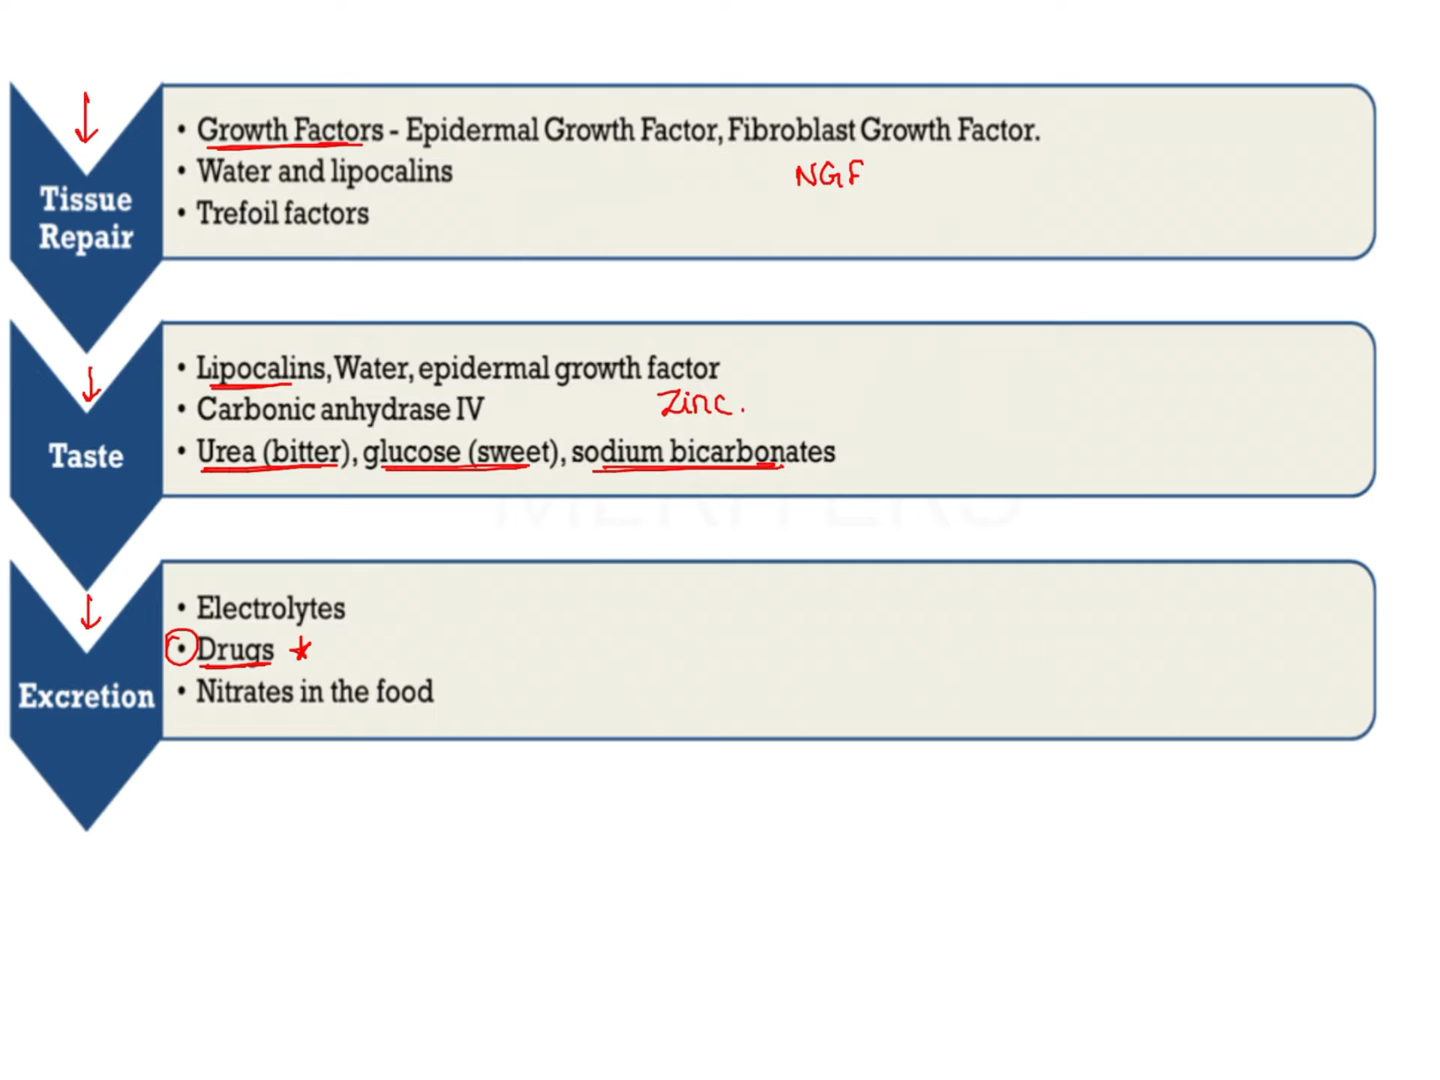 Tissue
Repair
• Growth Factors - Epidermal Growth Factor, Fibroblast Growth Factor.
NGF
• Water and lipocalins
• Trefoil factors
Taste
• Lipocalins, Water, epidermal growth factor
Zinc.
• Carbonic anhydrase IV
• Urea (bitter), glucose (sweet), sodium bicarbonates
MERITERS
Excretion
• Electrolytes
• Drugs
• Nitrates in the food